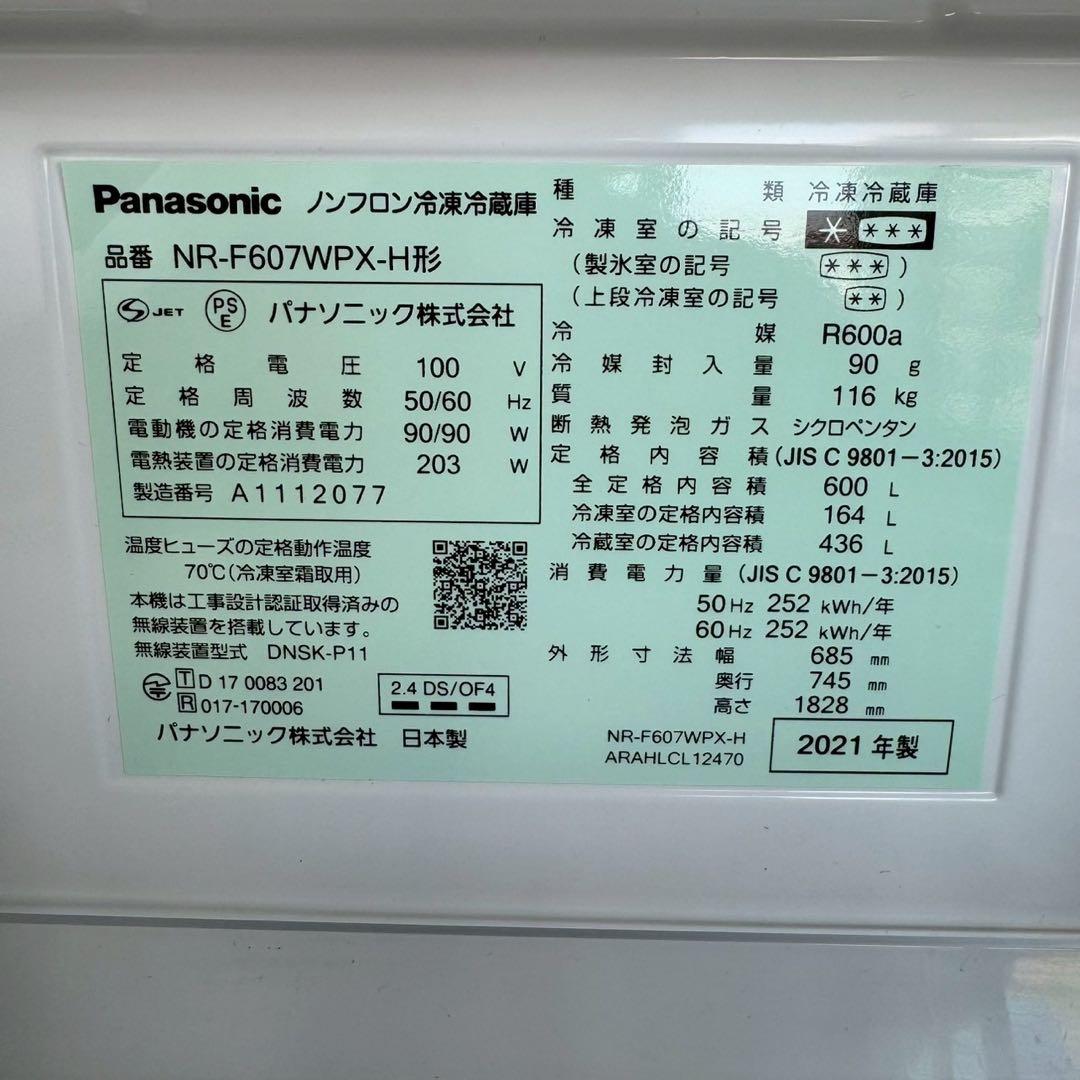 Panasonic ノンフロン冷凍冷蔵庫
品番 NR-F607WPX-H形
S JET PSE パナソニック株式会社
定格電圧 100 V
定格周波数 50/60 Hz
電動機の定格消費電力 90/90 W
電熱装置の定格消費電力 203 W
製造番号 A1112077
温度ヒューズの定格動作温度
70℃(冷凍室霜取用)
本機は工事設計認証取得済みの
無線装置を搭載しています。
無線装置型式 DNSK-P11
T D 17 0083 201
R 017-170006
2.4 DS/OF4
パナソニック株式会社 日本製
種類 冷凍冷蔵庫
冷凍室の記号 * ***
(製氷室の記号 ***)
(上段冷凍室の記号 **)
冷媒 R600a
冷媒封入量 90 g
質量 116 kg
断熱発泡ガス シクロペンタン
定格内容積 (JIS C 9801-3:2015)
全定格内容積 600 L
冷凍室の定格内容積 164 L
冷蔵室の定格内容積 436 L
消費電力量 (JIS C 9801-3:2015)
50Hz 252 kWh/年
60Hz 252 kWh/年
外形寸法幅 685 mm
奥行 745 mm
高さ 1828 mm
NR-F607WPX-H
ARAHLCL12470
2021年製